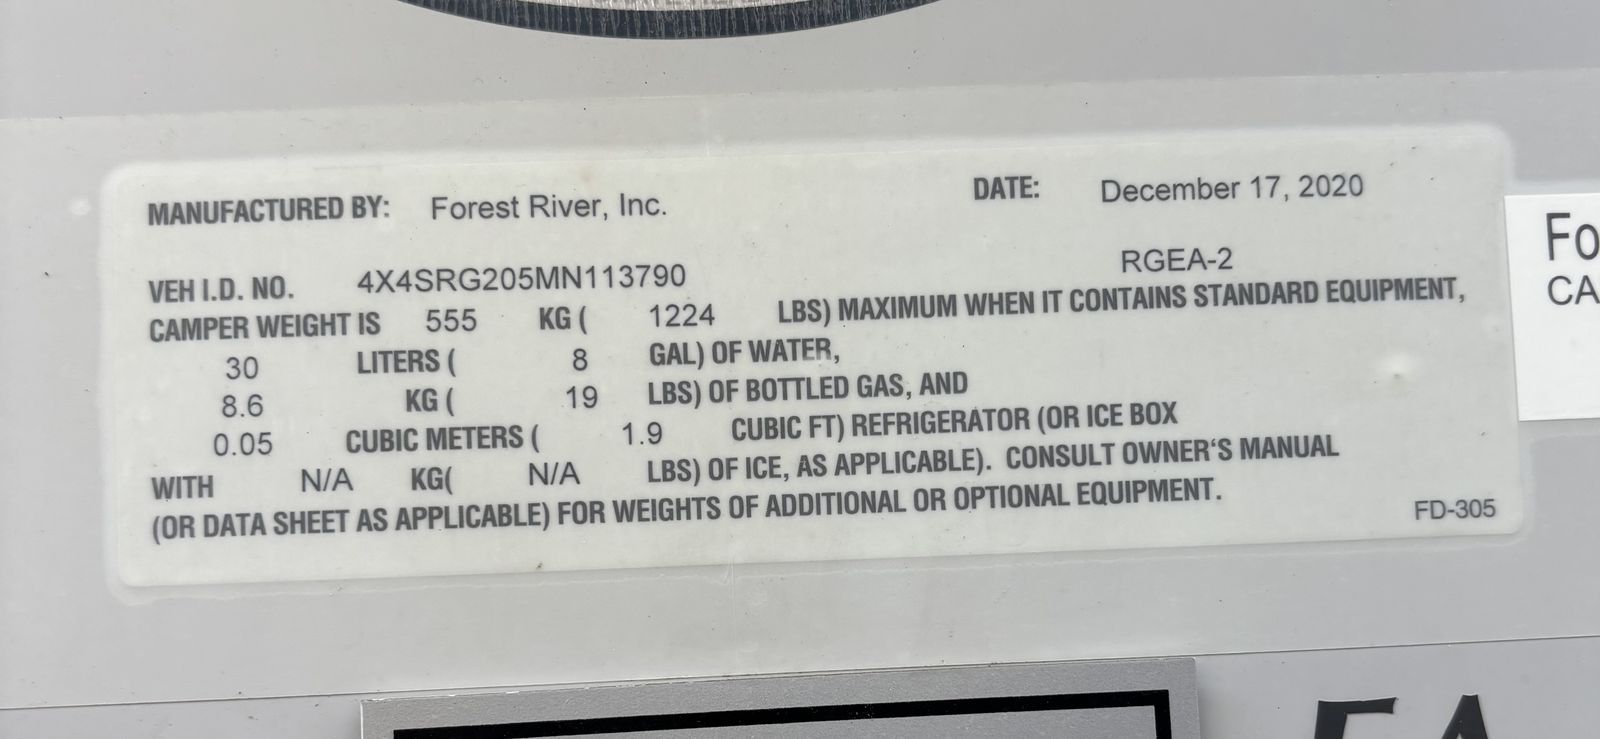 MANUFACTURED BY: Forest River, Inc. DATE: December 17, 2020
VEH I.D. NO. 4X4SRG205MN113790 RGEA-2
CAMPER WEIGHT IS 555 KG ( 1224 LBS) MAXIMUM WHEN IT CONTAINS STANDARD EQUIPMENT,
30 LITERS ( 8 GAL) OF WATER,
8.6 KG ( 19 LBS) OF BOTTLED GAS, AND
0.05 CUBIC METERS ( 1.9 CUBIC FT) REFRIGERATOR (OR ICE BOX
WITH N/A KG( N/A LBS) OF ICE, AS APPLICABLE). CONSULT OWNER'S MANUAL
(OR DATA SHEET AS APPLICABLE) FOR WEIGHTS OF ADDITIONAL OR OPTIONAL EQUIPMENT.
FD-305
Fo
CA